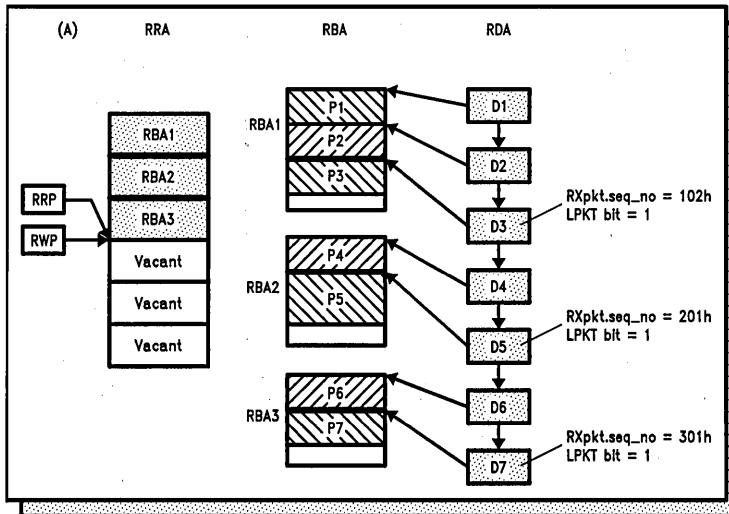 (A) RRA RBA RDA
RBA1
RBA2
RBA3
Vacant
Vacant
Vacant
RRP
RWP
RBA1
P1
P2
P3
RBA2
P4
P5
RBA3
P6
P7
D1
D2
D3
D4
D5
D6
D7
RXpkt.seq_no = 102h
LPKT bit = 1
RXpkt.seq_no = 201h
LPKT bit = 1
RXpkt.seq_no = 301h
LPKT bit = 1